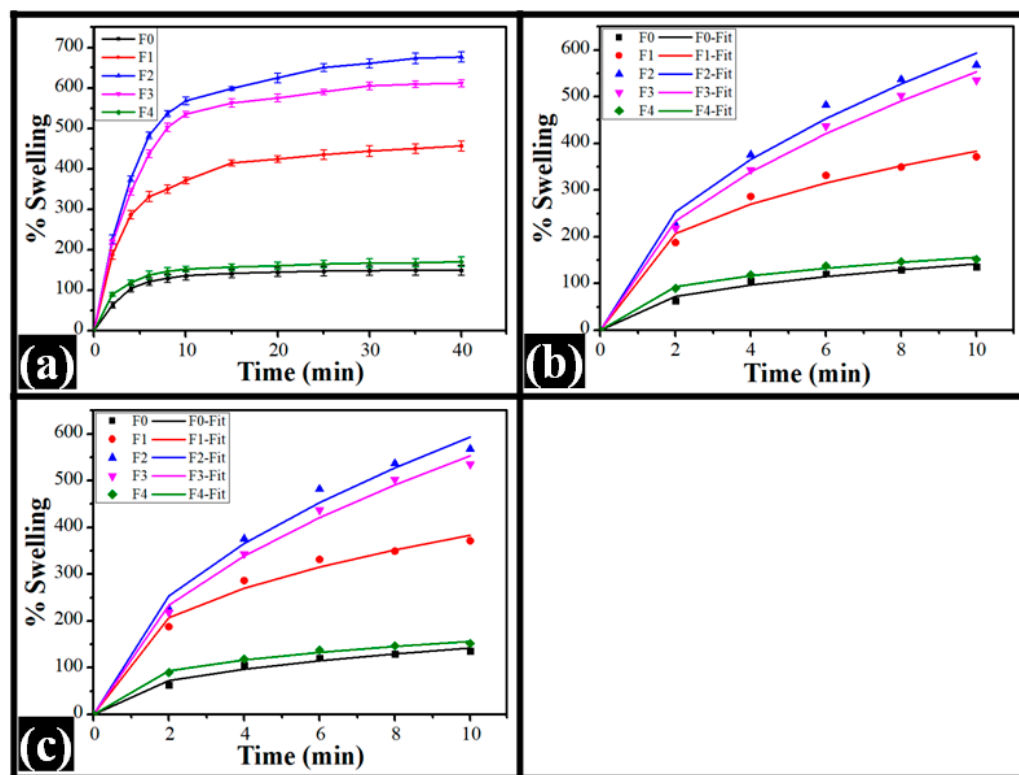 % Swelling
700
600
500
400
300
200
100
0
F0
F1
F2
F3
F4
0 10 20 30 40
Time (min)
(a)
% Swelling
600
500
400
300
200
100
0
F0 F0-Fit
F1 F1-Fit
F2 F2-Fit
F3 F3-Fit
F4 F4-Fit
0 2 4 6 8 10
Time (min)
(b)
% Swelling
600
500
400
300
200
100
0
F0 F0-Fit
F1 F1-Fit
F2 F2-Fit
F3 F3-Fit
F4 F4-Fit
0 2 4 6 8 10
Time (min)
(c)